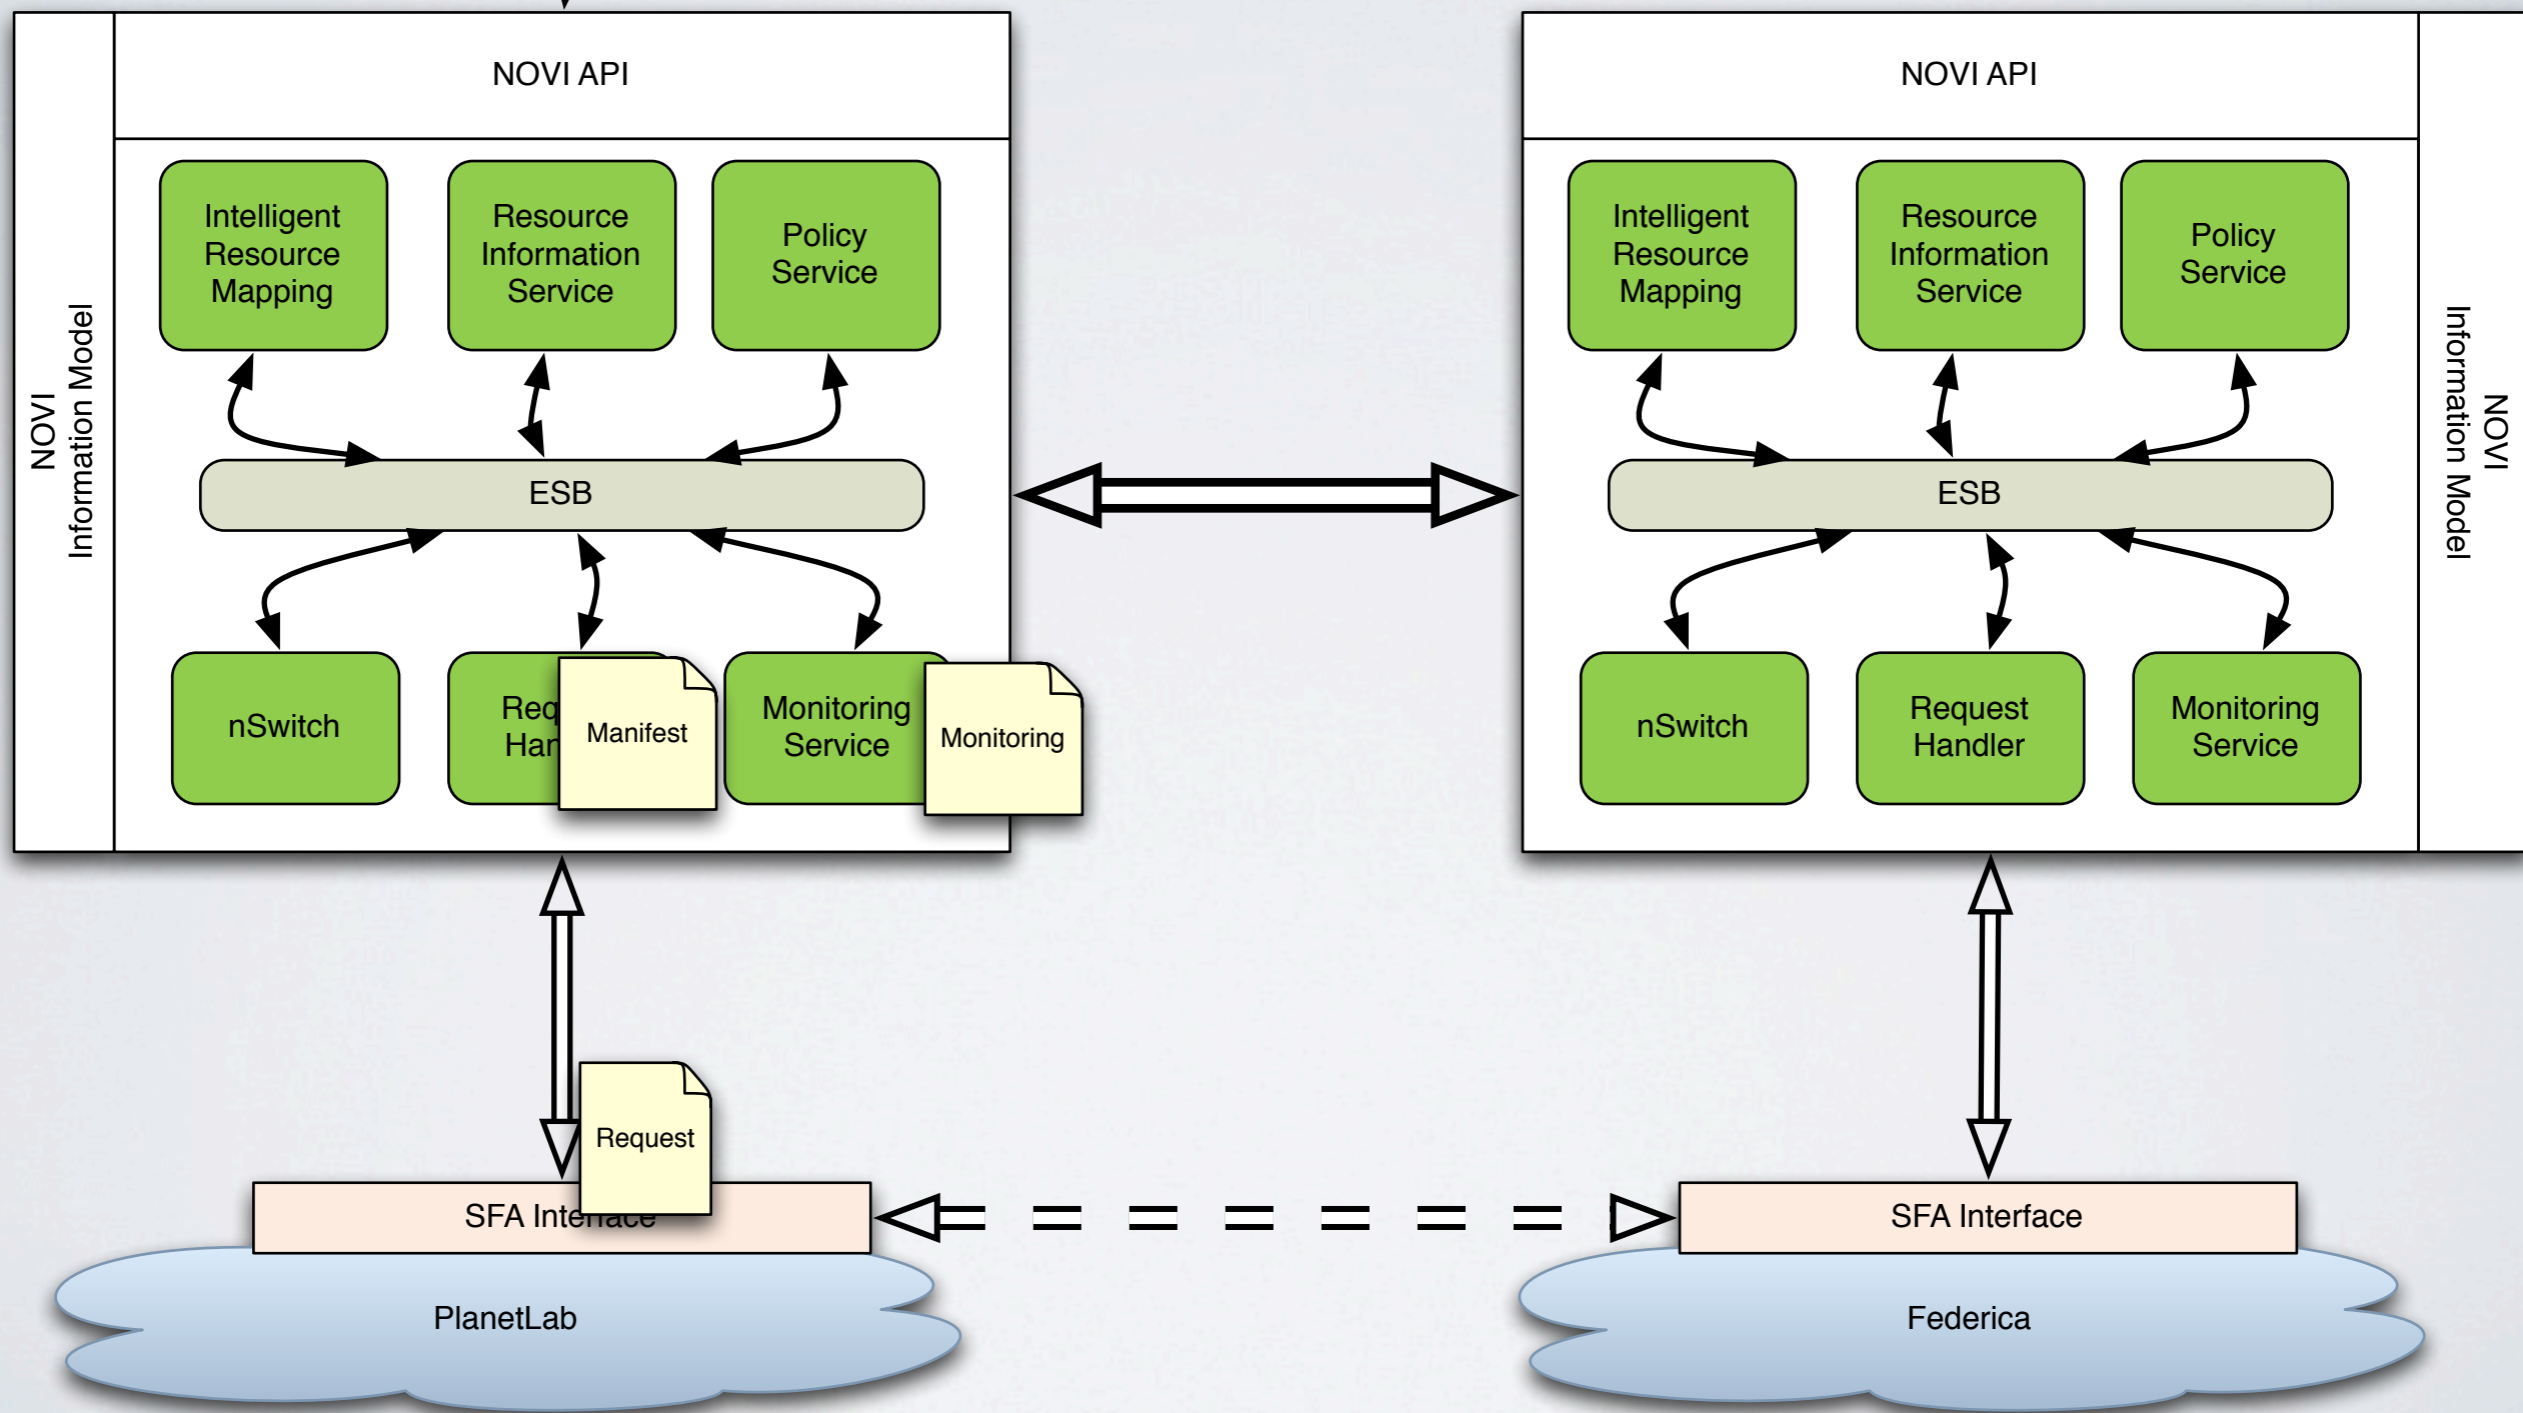 NOVI API
NOVI
Information Model
Intelligent
Resource
Mapping
Resource
Information
Service
Policy
Service
ESB
nSwitch
Req
Han
Manifest
Monitoring
Service
Monitoring
Request
SFA Interface
PlanetLab
NOVI API
NOVI
Information Model
Intelligent
Resource
Mapping
Resource
Information
Service
Policy
Service
ESB
nSwitch
Request
Handler
Monitoring
Service
SFA Interface
Federica